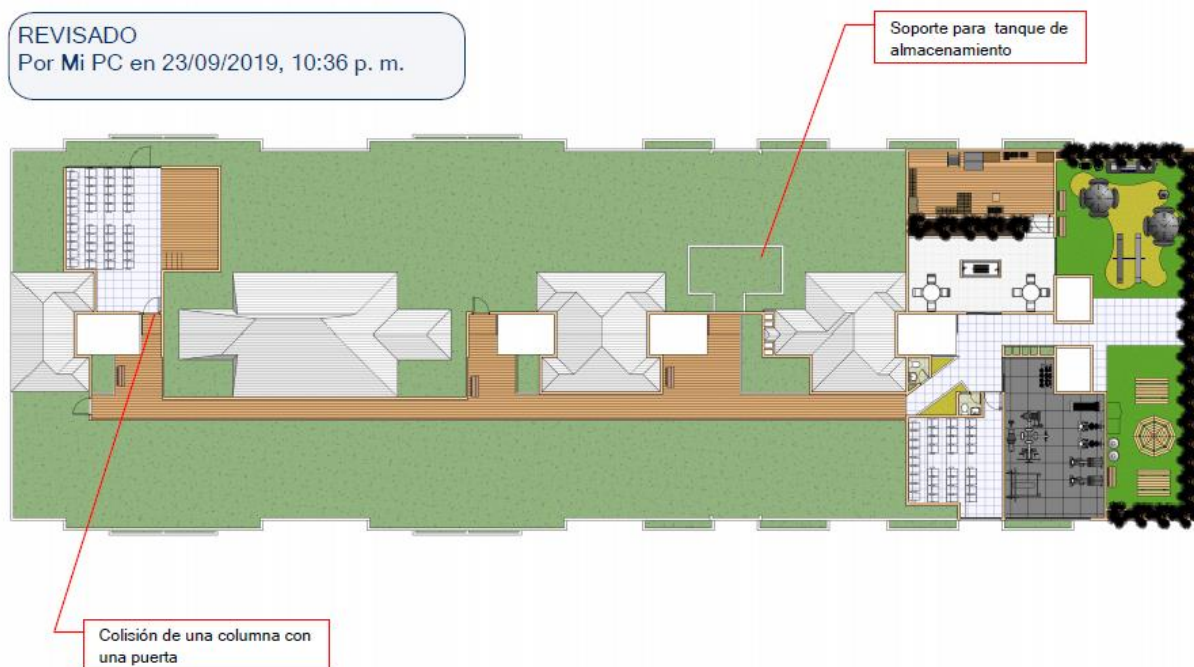 REVISADO
Por Mi PC en 23/09/2019, 10:36 p. m.
Soporte para tanque de
almacenamiento
Colisión de una columna con
una puerta